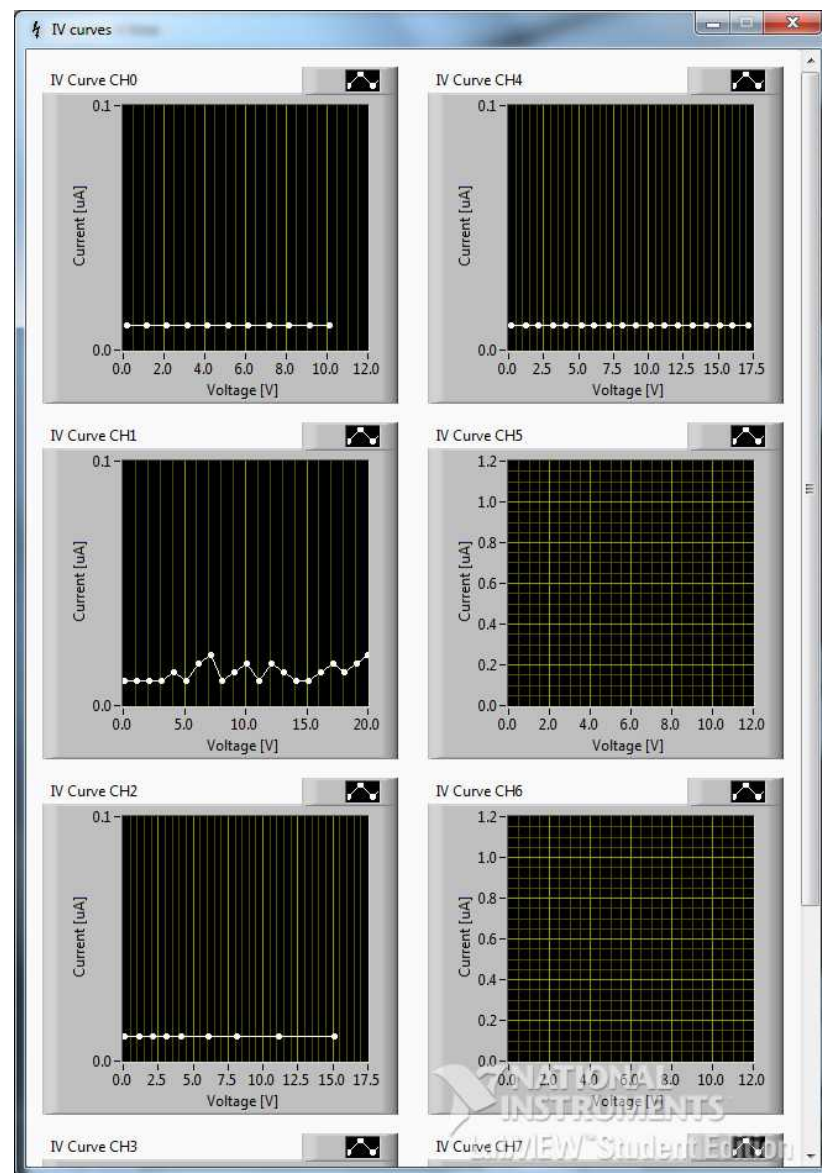 IV curves
IV Curve CH0
0.1
Current [uA]
0.0
0.0 2.0 4.0 6.0 8.0 10.0 12.0
Voltage [V]
IV Curve CH4
0.1
Current [uA]
0.0
0.0 2.5 5.0 7.5 10.0 12.5 15.0 17.5
Voltage [V]
IV Curve CH1
0.1
Current [uA]
0.0
0.0 5.0 10.0 15.0 20.0
Voltage [V]
IV Curve CH5
1.2
1.0
0.8
0.6
0.4
0.2
0.0
Current [uA]
0.0 2.0 4.0 6.0 8.0 10.0 12.0
Voltage [V]
IV Curve CH2
0.1
Current [uA]
0.0
0.0 2.5 5.0 7.5 10.0 12.5 15.0 17.5
Voltage [V]
IV Curve CH6
1.2
1.0
0.8
0.6
0.4
0.2
0.0
Current [uA]
0.0 2.0 4.0 6.0 8.0 10.0 12.0
Voltage [V]
NATIONAL
INSTRUMENTS
LabVIEW™ Student Edition
IV Curve CH3
IV Curve CH7